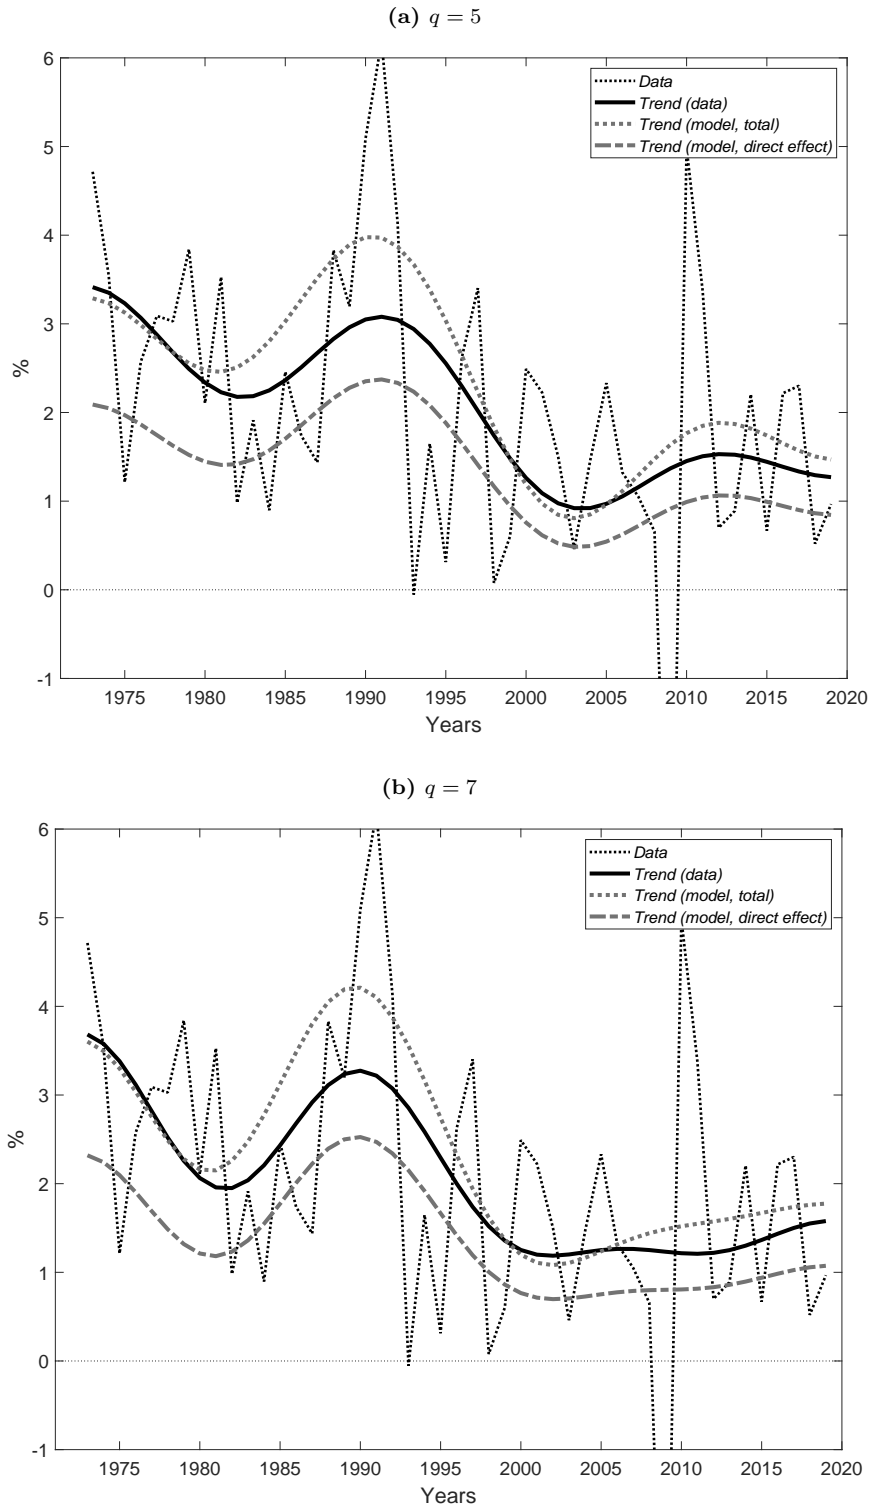 (a) q = 5
6
5
4
3
2
1
0
-1
%
Data
Trend (data)
Trend (model, total)
Trend (model, direct effect)
1975 1980 1985 1990 1995 2000 2005 2010 2015 2020
Years
(b) q = 7
6
5
4
3
2
1
0
-1
%
Data
Trend (data)
Trend (model, total)
Trend (model, direct effect)
1975 1980 1985 1990 1995 2000 2005 2010 2015 2020
Years